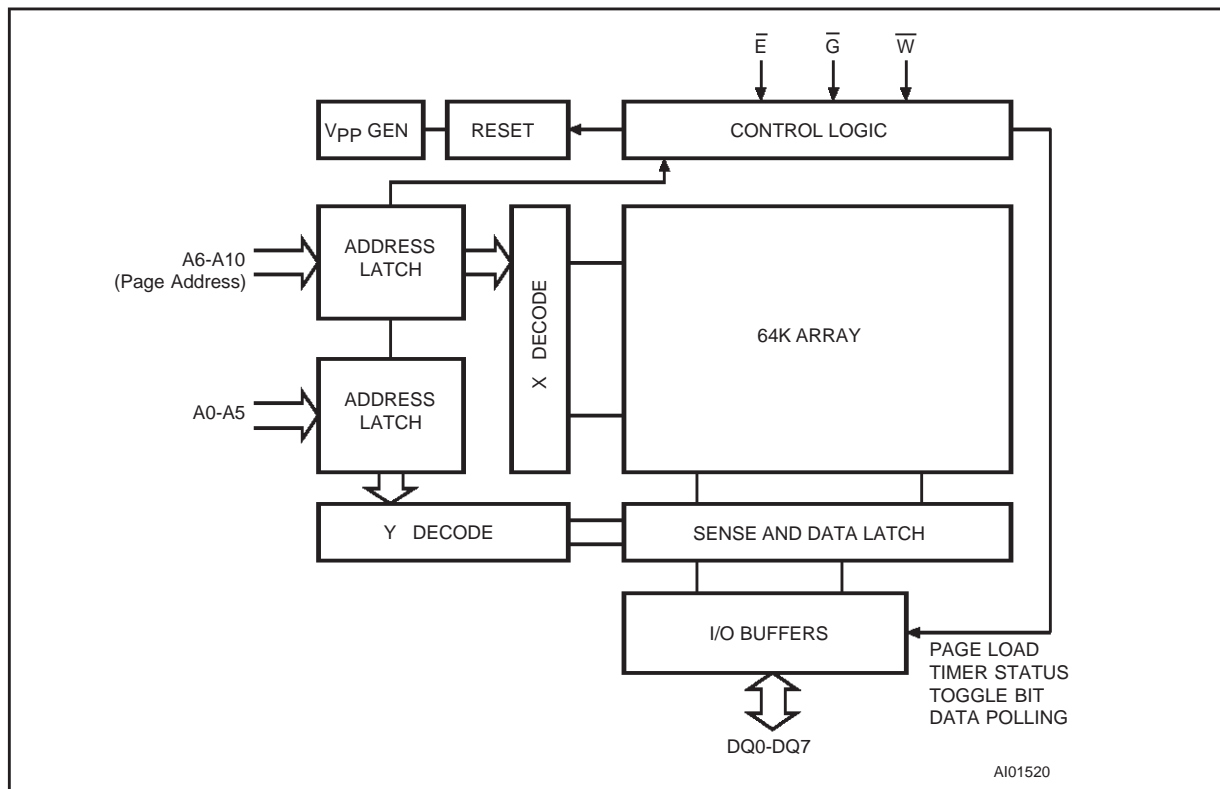 E̅ G̅ W̅
VPP GEN
RESET
CONTROL LOGIC
A6-A10
(Page Address)
ADDRESS
LATCH
X DECODE
64K ARRAY
A0-A5
ADDRESS
LATCH
Y DECODE
SENSE AND DATA LATCH
I/O BUFFERS
PAGE LOAD
TIMER STATUS
TOGGLE BIT
DATA POLLING
DQ0-DQ7
AI01520